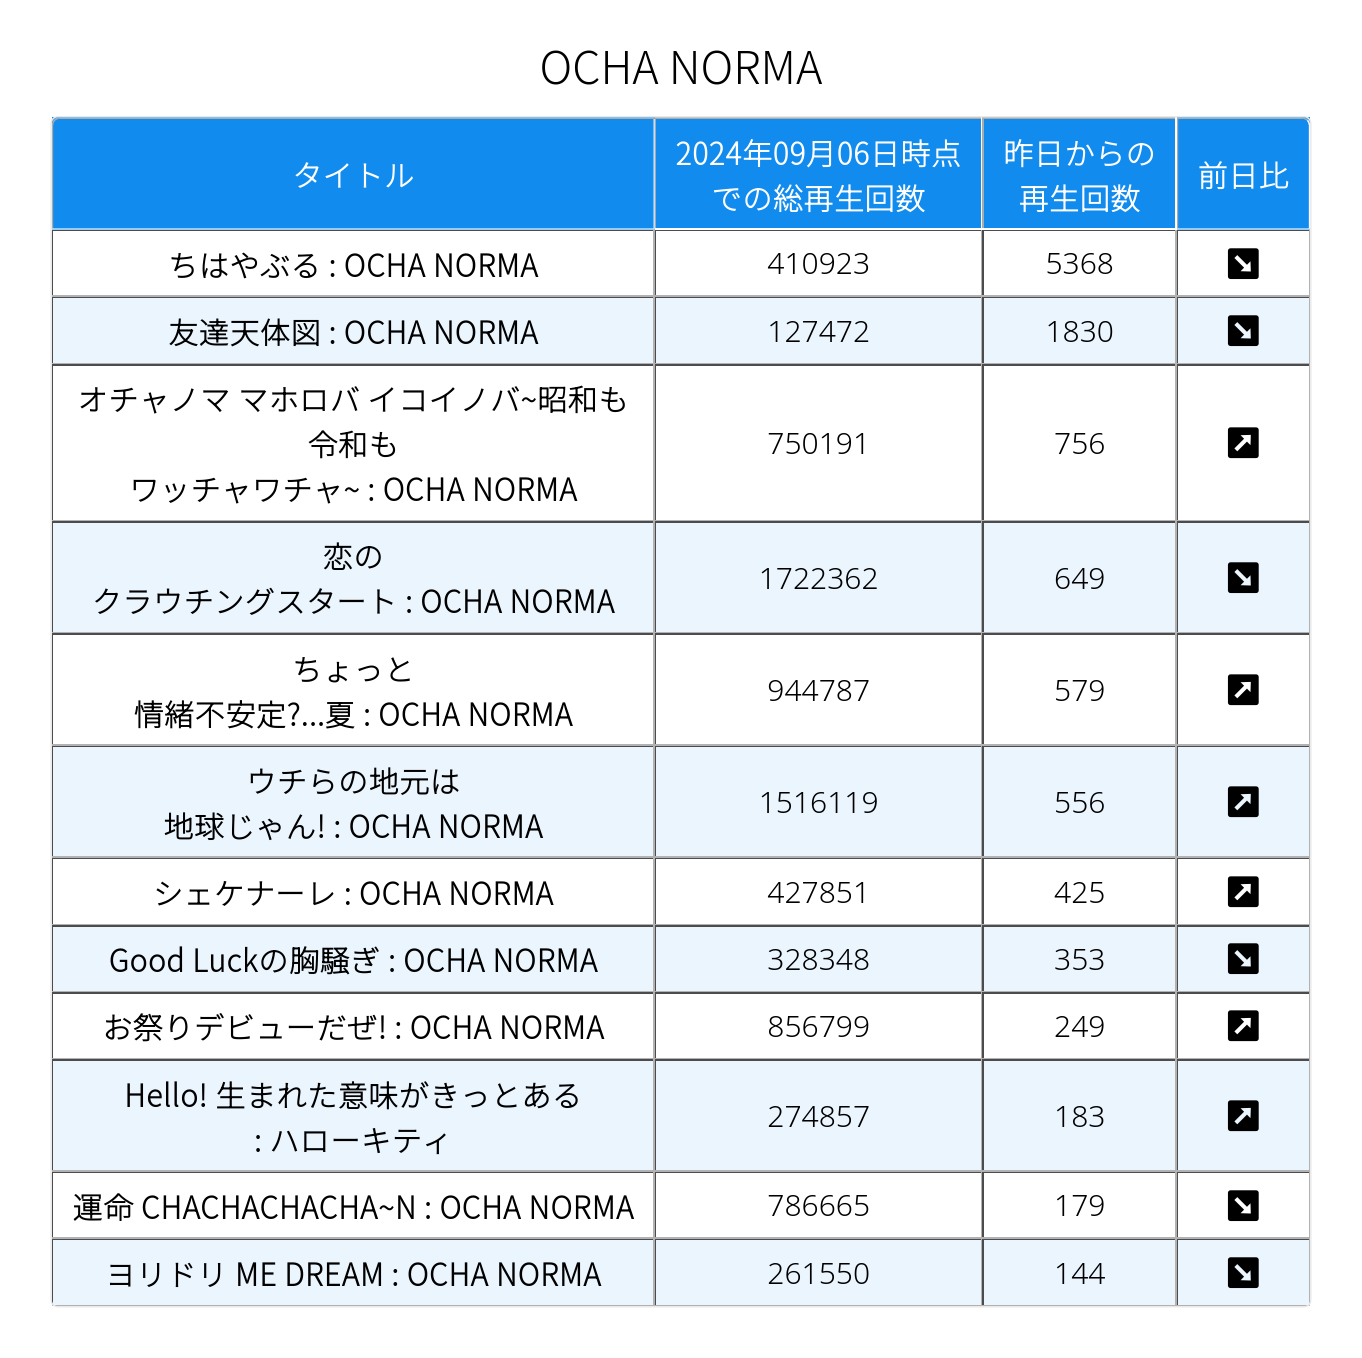 OCHA NORMA
タイトル
2024年09月06日時点
での総再生回数
昨日からの
再生回数
前日比
ちはやぶる : OCHA NORMA
410923
5368
友達天体図 : OCHA NORMA
127472
1830
オチャノマ マホロバ イコイノバ~昭和も
令和も
ワッチャワチャ~ : OCHA NORMA
750191
756
恋の
クラウチングスタート : OCHA NORMA
1722362
649
ちょっと
情緒不安定?...夏 : OCHA NORMA
944787
579
ウチらの地元は
地球じゃん! : OCHA NORMA
1516119
556
シェケナーレ : OCHA NORMA
427851
425
Good Luckの胸騒ぎ : OCHA NORMA
328348
353
お祭りデビューだぜ! : OCHA NORMA
856799
249
Hello! 生まれた意味がきっとある
: ハローキティ
274857
183
運命 CHACHACHACHA~N : OCHA NORMA
786665
179
ヨリドリ ME DREAM : OCHA NORMA
261550
144